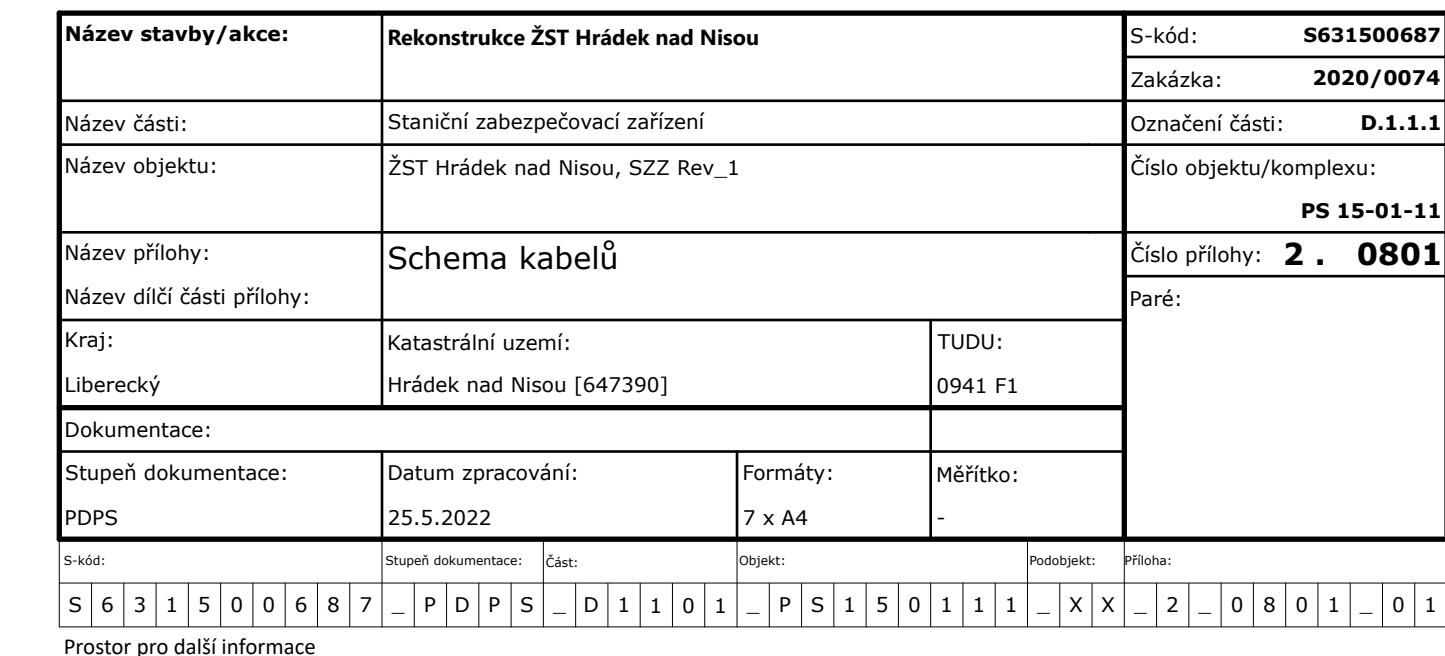 Název stavby/akce: Rekonstrukce ŽST Hrádek nad Nisou S-kód: S631500687
Zakázka: 2020/0074
Název části: Staniční zabezpečovací zařízení Označení části: D.1.1.1
Název objektu: ŽST Hrádek nad Nisou, SZZ Rev_1 Číslo objektu/komplexu:
PS 15-01-11
Název přílohy: Schema kabelů Číslo přílohy: 2 . 0801
Název dílčí části přílohy: Paré:
Kraj: Katastrální uzemí: TUDU:
Liberecký Hrádek nad Nisou [647390] 0941 F1
Dokumentace:
Stupeň dokumentace: Datum zpracování: Formáty: Měřítko:
PDPS 25.5.2022 7 x A4 -
S-kód: Stupeň dokumentace: Část: Objekt: Podobjekt: Příloha:
S 6 3 1 5 0 0 6 8 7 _ P D P S _ D 1 1 0 1 _ P S 1 5 0 1 1 1 _ X X _ 2 _ 0 8 0 1 _ 0 1
Prostor pro další informace